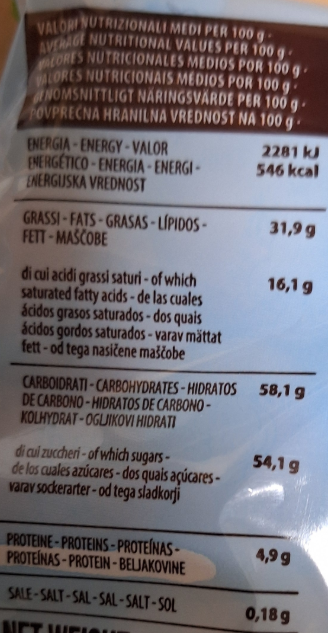 VALORI NUTRIZIONALI MEDI PER 100 g -
AVERAGE NUTRITIONAL VALUES PER 100 g -
VALORES NUTRICIONALES MEDIOS POR 100 g -
VALORES NUTRICIONAIS MÉDIOS POR 100 g -
GENOMSNITTLIGT NÄRINGSVÄRDE PER 100 g -
POVPREČNA HRANILNA VREDNOST NA 100 g -
ENERGIA - ENERGY - VALOR 2281 kJ
ENERGÉTICO - ENERGIA - ENERGI - 546 kcal
ENERGIJSKA VREDNOST
GRASSI - FATS - GRASAS - LÍPIDOS - 31,9 g
FETT - MAŠČOBE
di cui acidi grassi saturi - of which 16,1 g
saturated fatty acids - de las cuales
ácidos grasos saturados - dos quais
ácidos gordos saturados - varav mättat
fett - od tega nasičene maščobe
CARBOIDRATI - CARBOHYDRATES - HIDRATOS 58,1 g
DE CARBONO - HIDRATOS DE CARBONO -
KOLHYDRAT - OGLJIKOVI HIDRATI
di cui zuccheri - of which sugars - 54,1 g
de los cuales azúcares - dos quais açúcares -
varav sockerarter - od tega sladkorji
PROTEINE - PROTEINS - PROTEÍNAS - 4,9 g
PROTEÍNAS - PROTEIN - BELJAKOVINE
SALE - SALT - SAL - SAL - SALT - SOL 0,18 g
NET WEIGHT